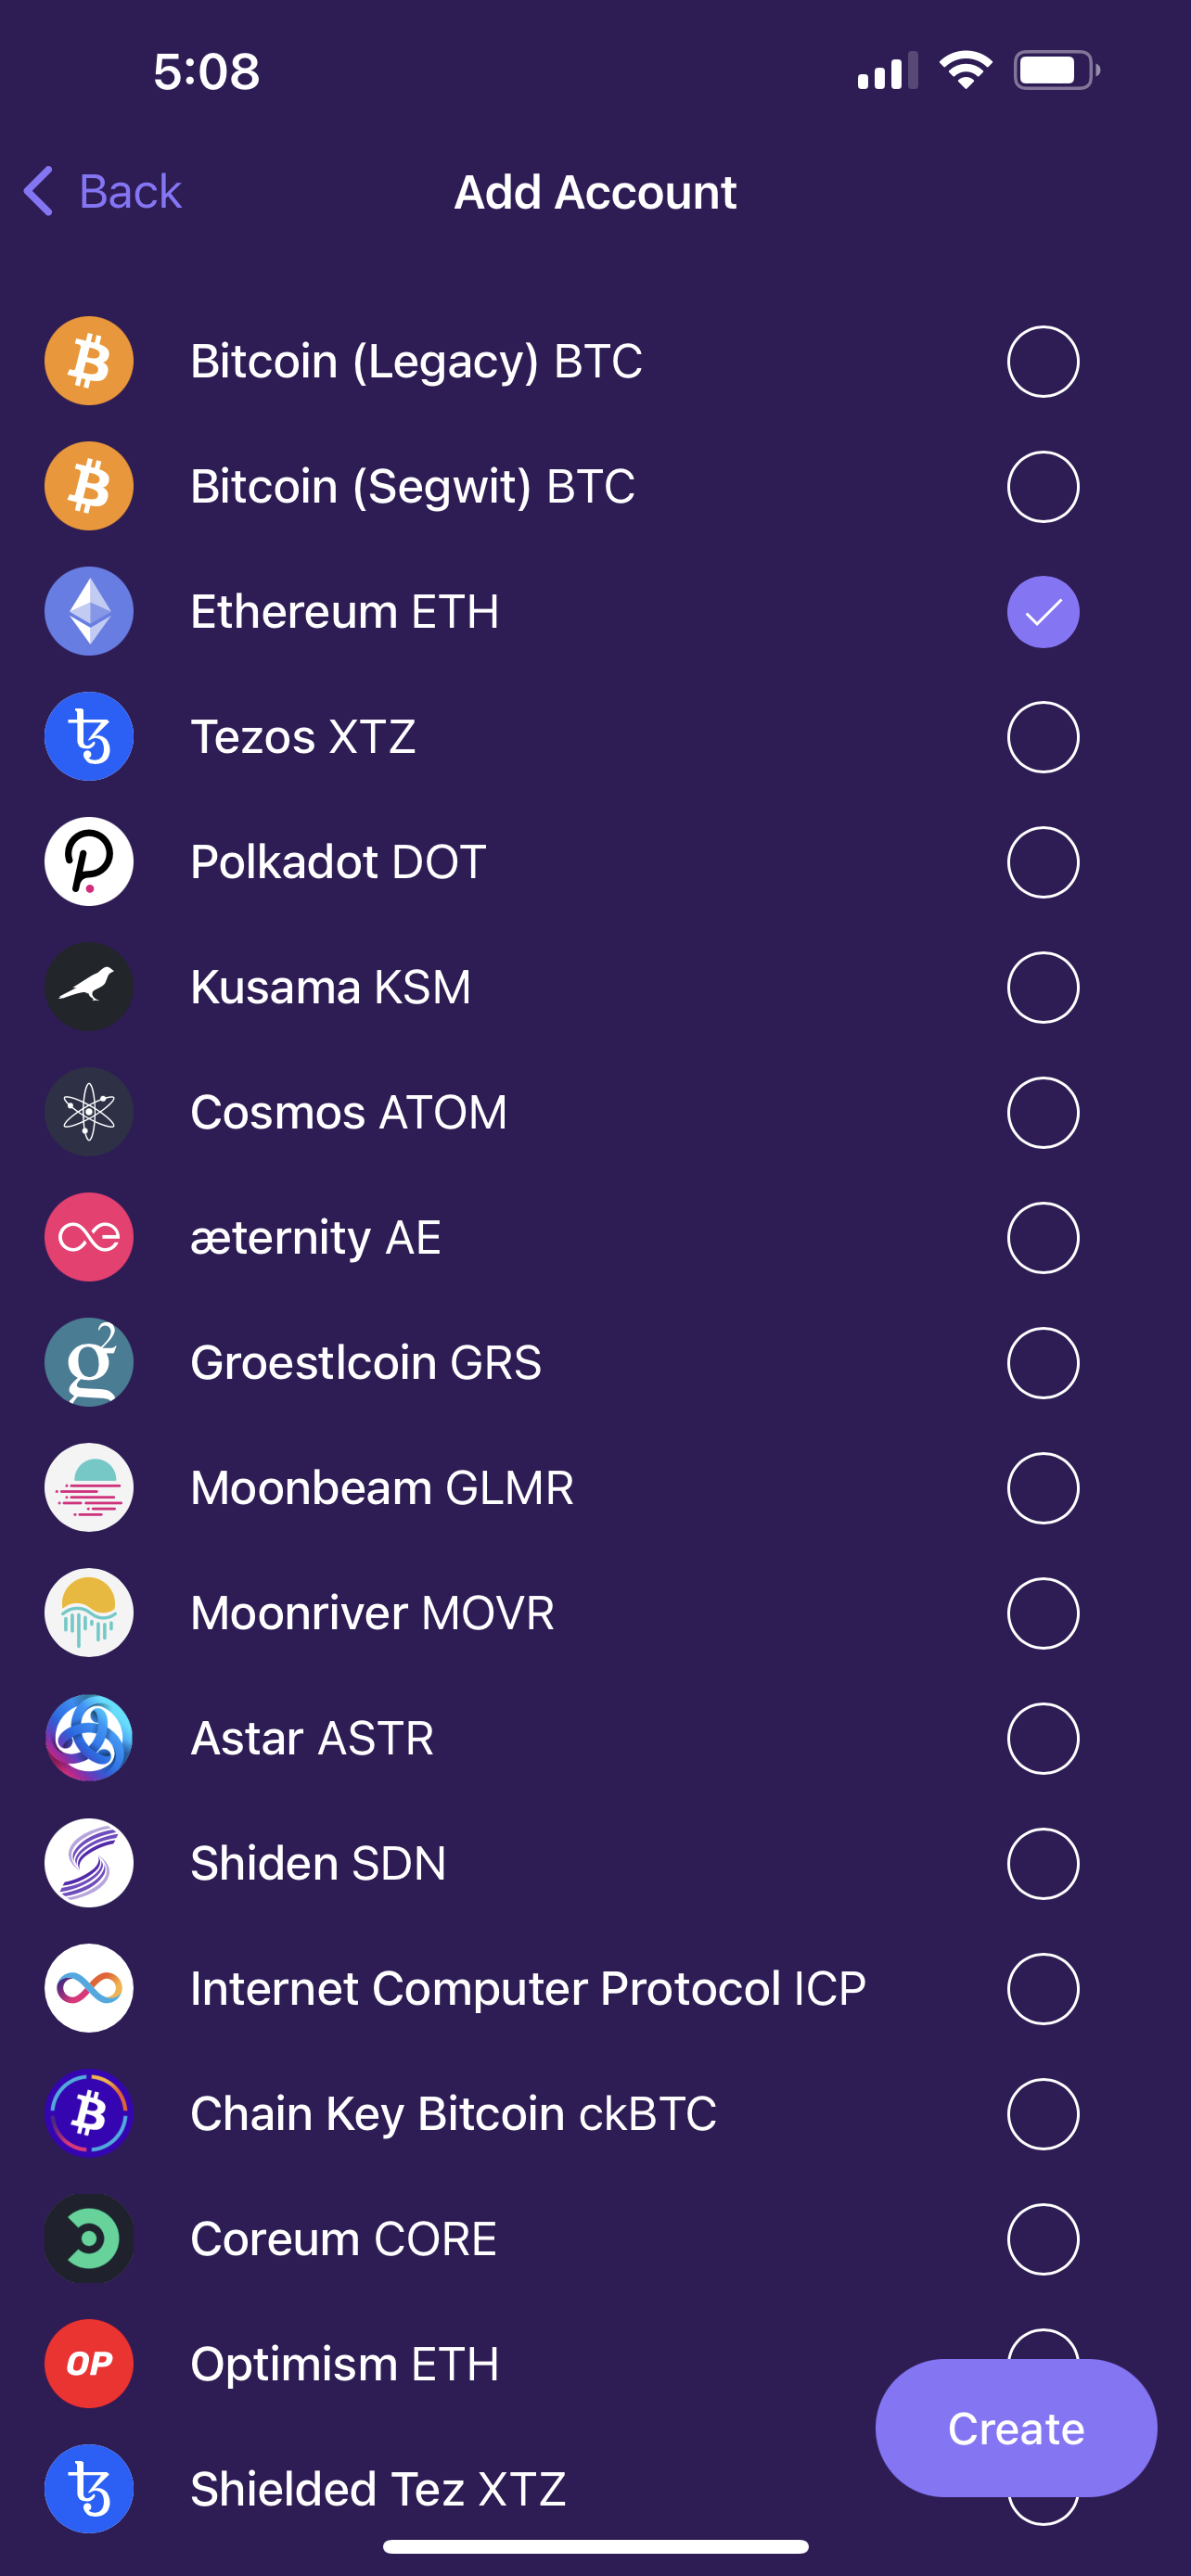 5:08
Back
Add Account
Bitcoin (Legacy) BTC
Bitcoin (Segwit) BTC
Ethereum ETH
Tezos XTZ
Polkadot DOT
Kusama KSM
Cosmos ATOM
æternity AE
Groestlcoin GRS
Moonbeam GLMR
Moonriver MOVR
Astar ASTR
Shiden SDN
Internet Computer Protocol ICP
Chain Key Bitcoin ckBTC
Coreum CORE
OP
Optimism ETH
Create
Shielded Tez XTZ